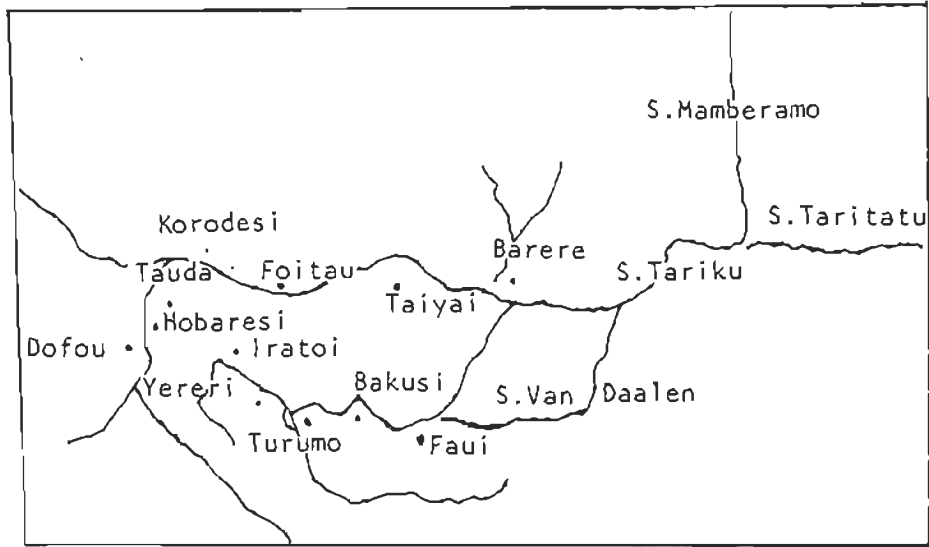 S.Mamberamo
S.Taritatu
Korodesi
Barere
S.Tariku
Tauda
Foitau
Taiyai
Hobaresi
Dofou
Iratoi
Yereri
Bakusi
S.Van Daalen
Turumo
Faui